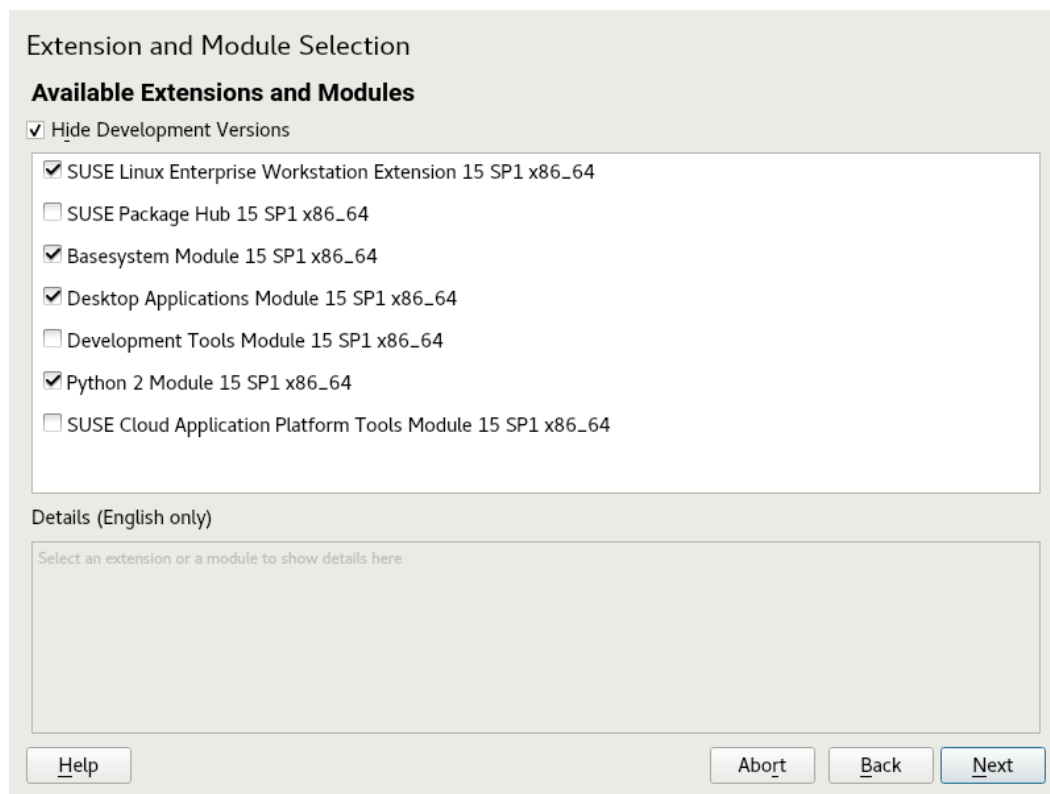 Extension and Module Selection
Available Extensions and Modules
Hide Development Versions
SUSE Linux Enterprise Workstation Extension 15 SP1 x86_64
SUSE Package Hub 15 SP1 x86_64
Basesystem Module 15 SP1 x86_64
Desktop Applications Module 15 SP1 x86_64
Development Tools Module 15 SP1 x86_64
Python 2 Module 15 SP1 x86_64
SUSE Cloud Application Platform Tools Module 15 SP1 x86_64
Details (English only)
Select an extension or a module to show details here
Help Abort Back Next